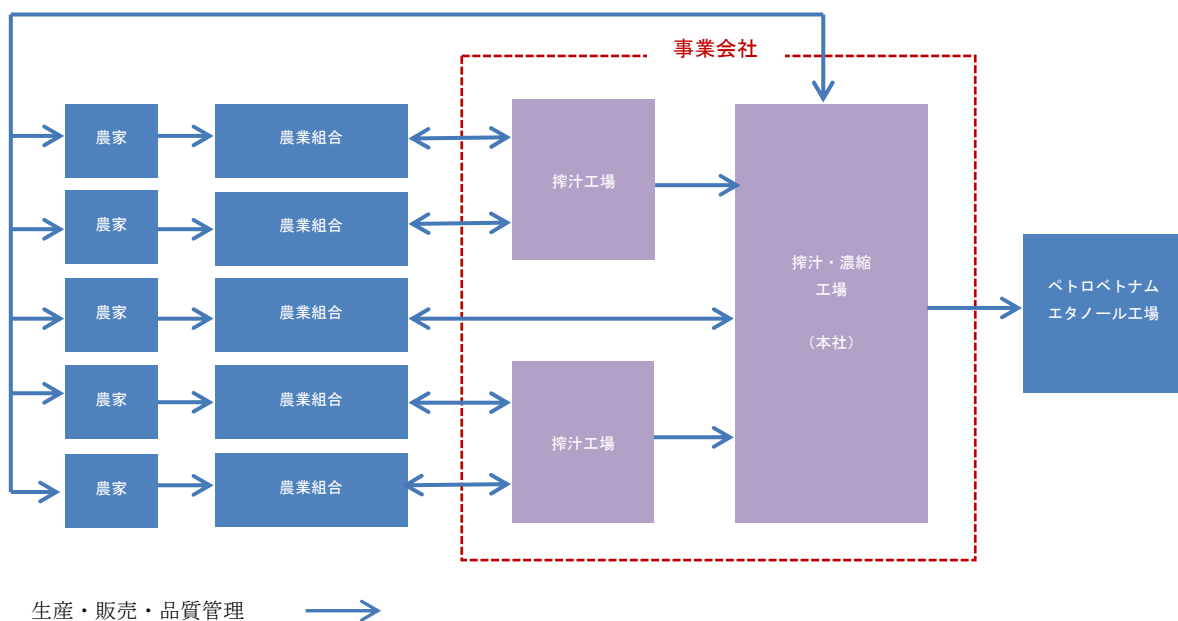 事業会社
農家
農業組合
搾汁工場
農家
農業組合
搾汁・濃縮
工場
（本社）
ペトロベトナム
エタノール工場
農家
農業組合
農家
農業組合
搾汁工場
農家
農業組合
生産・販売・品質管理